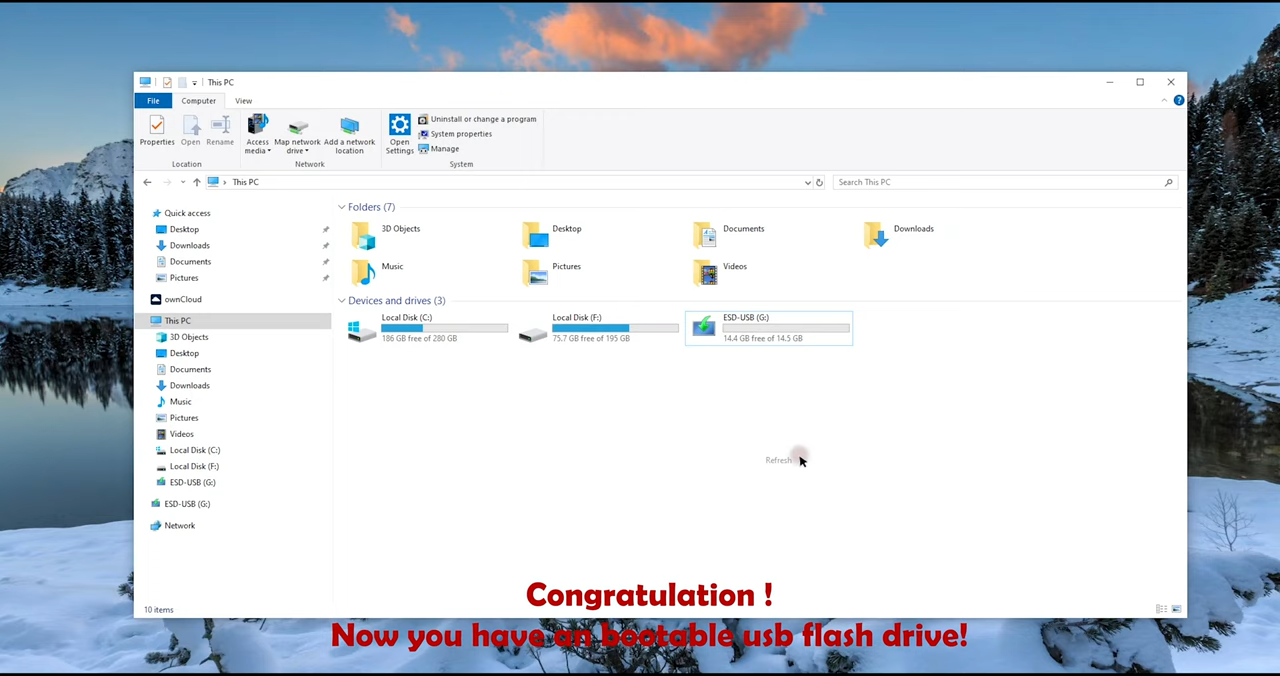 This PC
File
Computer
View
Properties
Open
Rename
Access media
Map network drive
Add a network location
Open Settings
Uninstall or change a program
System properties
Manage
Location
Network
System
This PC
Search This PC
Quick access
Desktop
Downloads
Documents
Pictures
ownCloud
This PC
3D Objects
Desktop
Documents
Downloads
Music
Pictures
Videos
Local Disk (C:)
Local Disk (F:)
ESD-USB (G:)
ESD-USB (G:)
Network
Folders (7)
3D Objects
Desktop
Documents
Downloads
Music
Pictures
Videos
Devices and drives (3)
Local Disk (C:)
186 GB free of 280 GB
Local Disk (F:)
75.7 GB free of 195 GB
ESD-USB (G:)
14.4 GB free of 14.5 GB
Refresh
10 items
Congratulation !
Now you have an bootable usb flash drive!